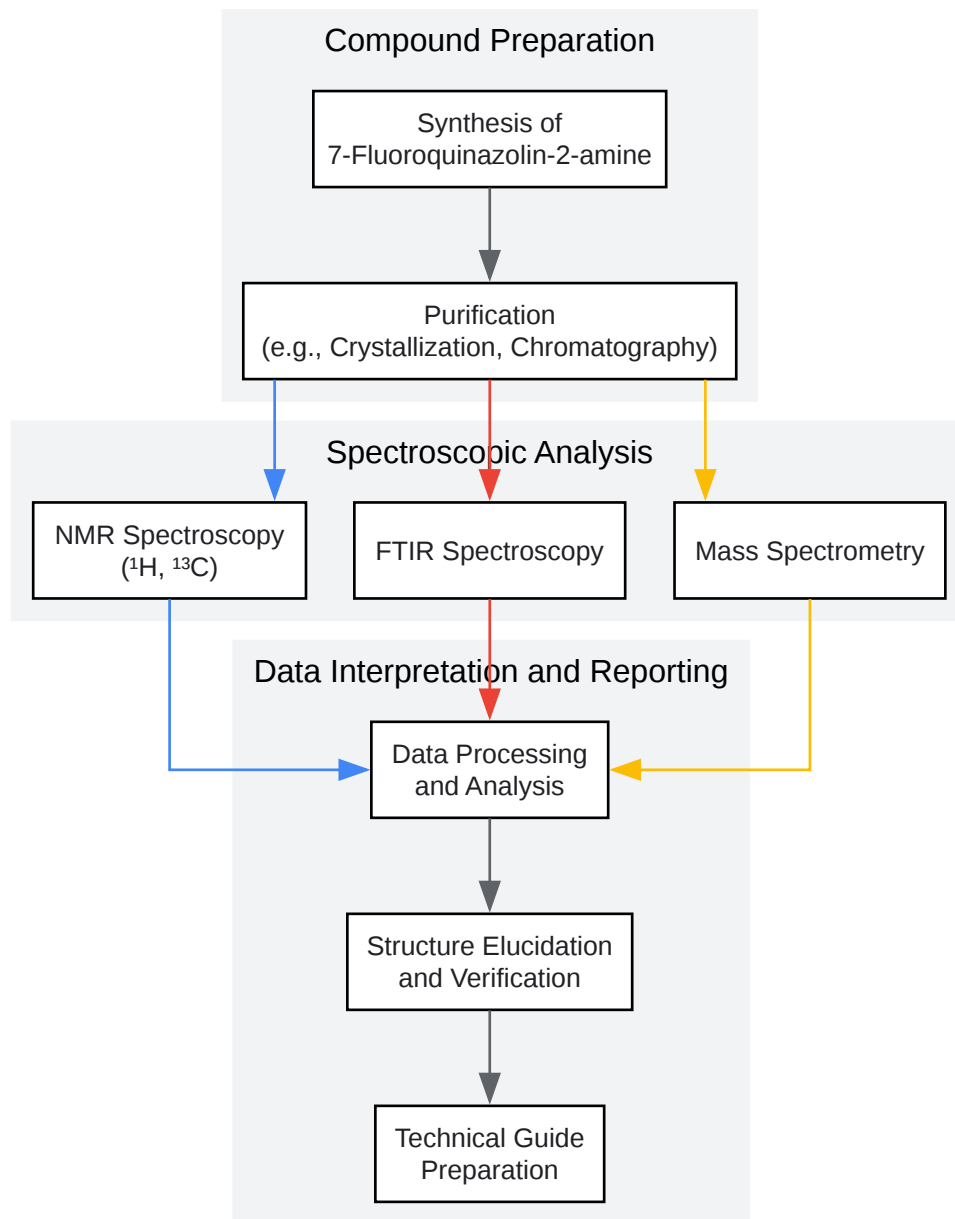 Compound Preparation
Synthesis of
7-Fluoroquinazolin-2-amine
Purification
(e.g., Crystallization, Chromatography)
Spectroscopic Analysis
NMR Spectroscopy
(¹H, ¹³C)
FTIR Spectroscopy
Mass Spectrometry
Data Interpretation and Reporting
Data Processing
and Analysis
Structure Elucidation
and Verification
Technical Guide
Preparation